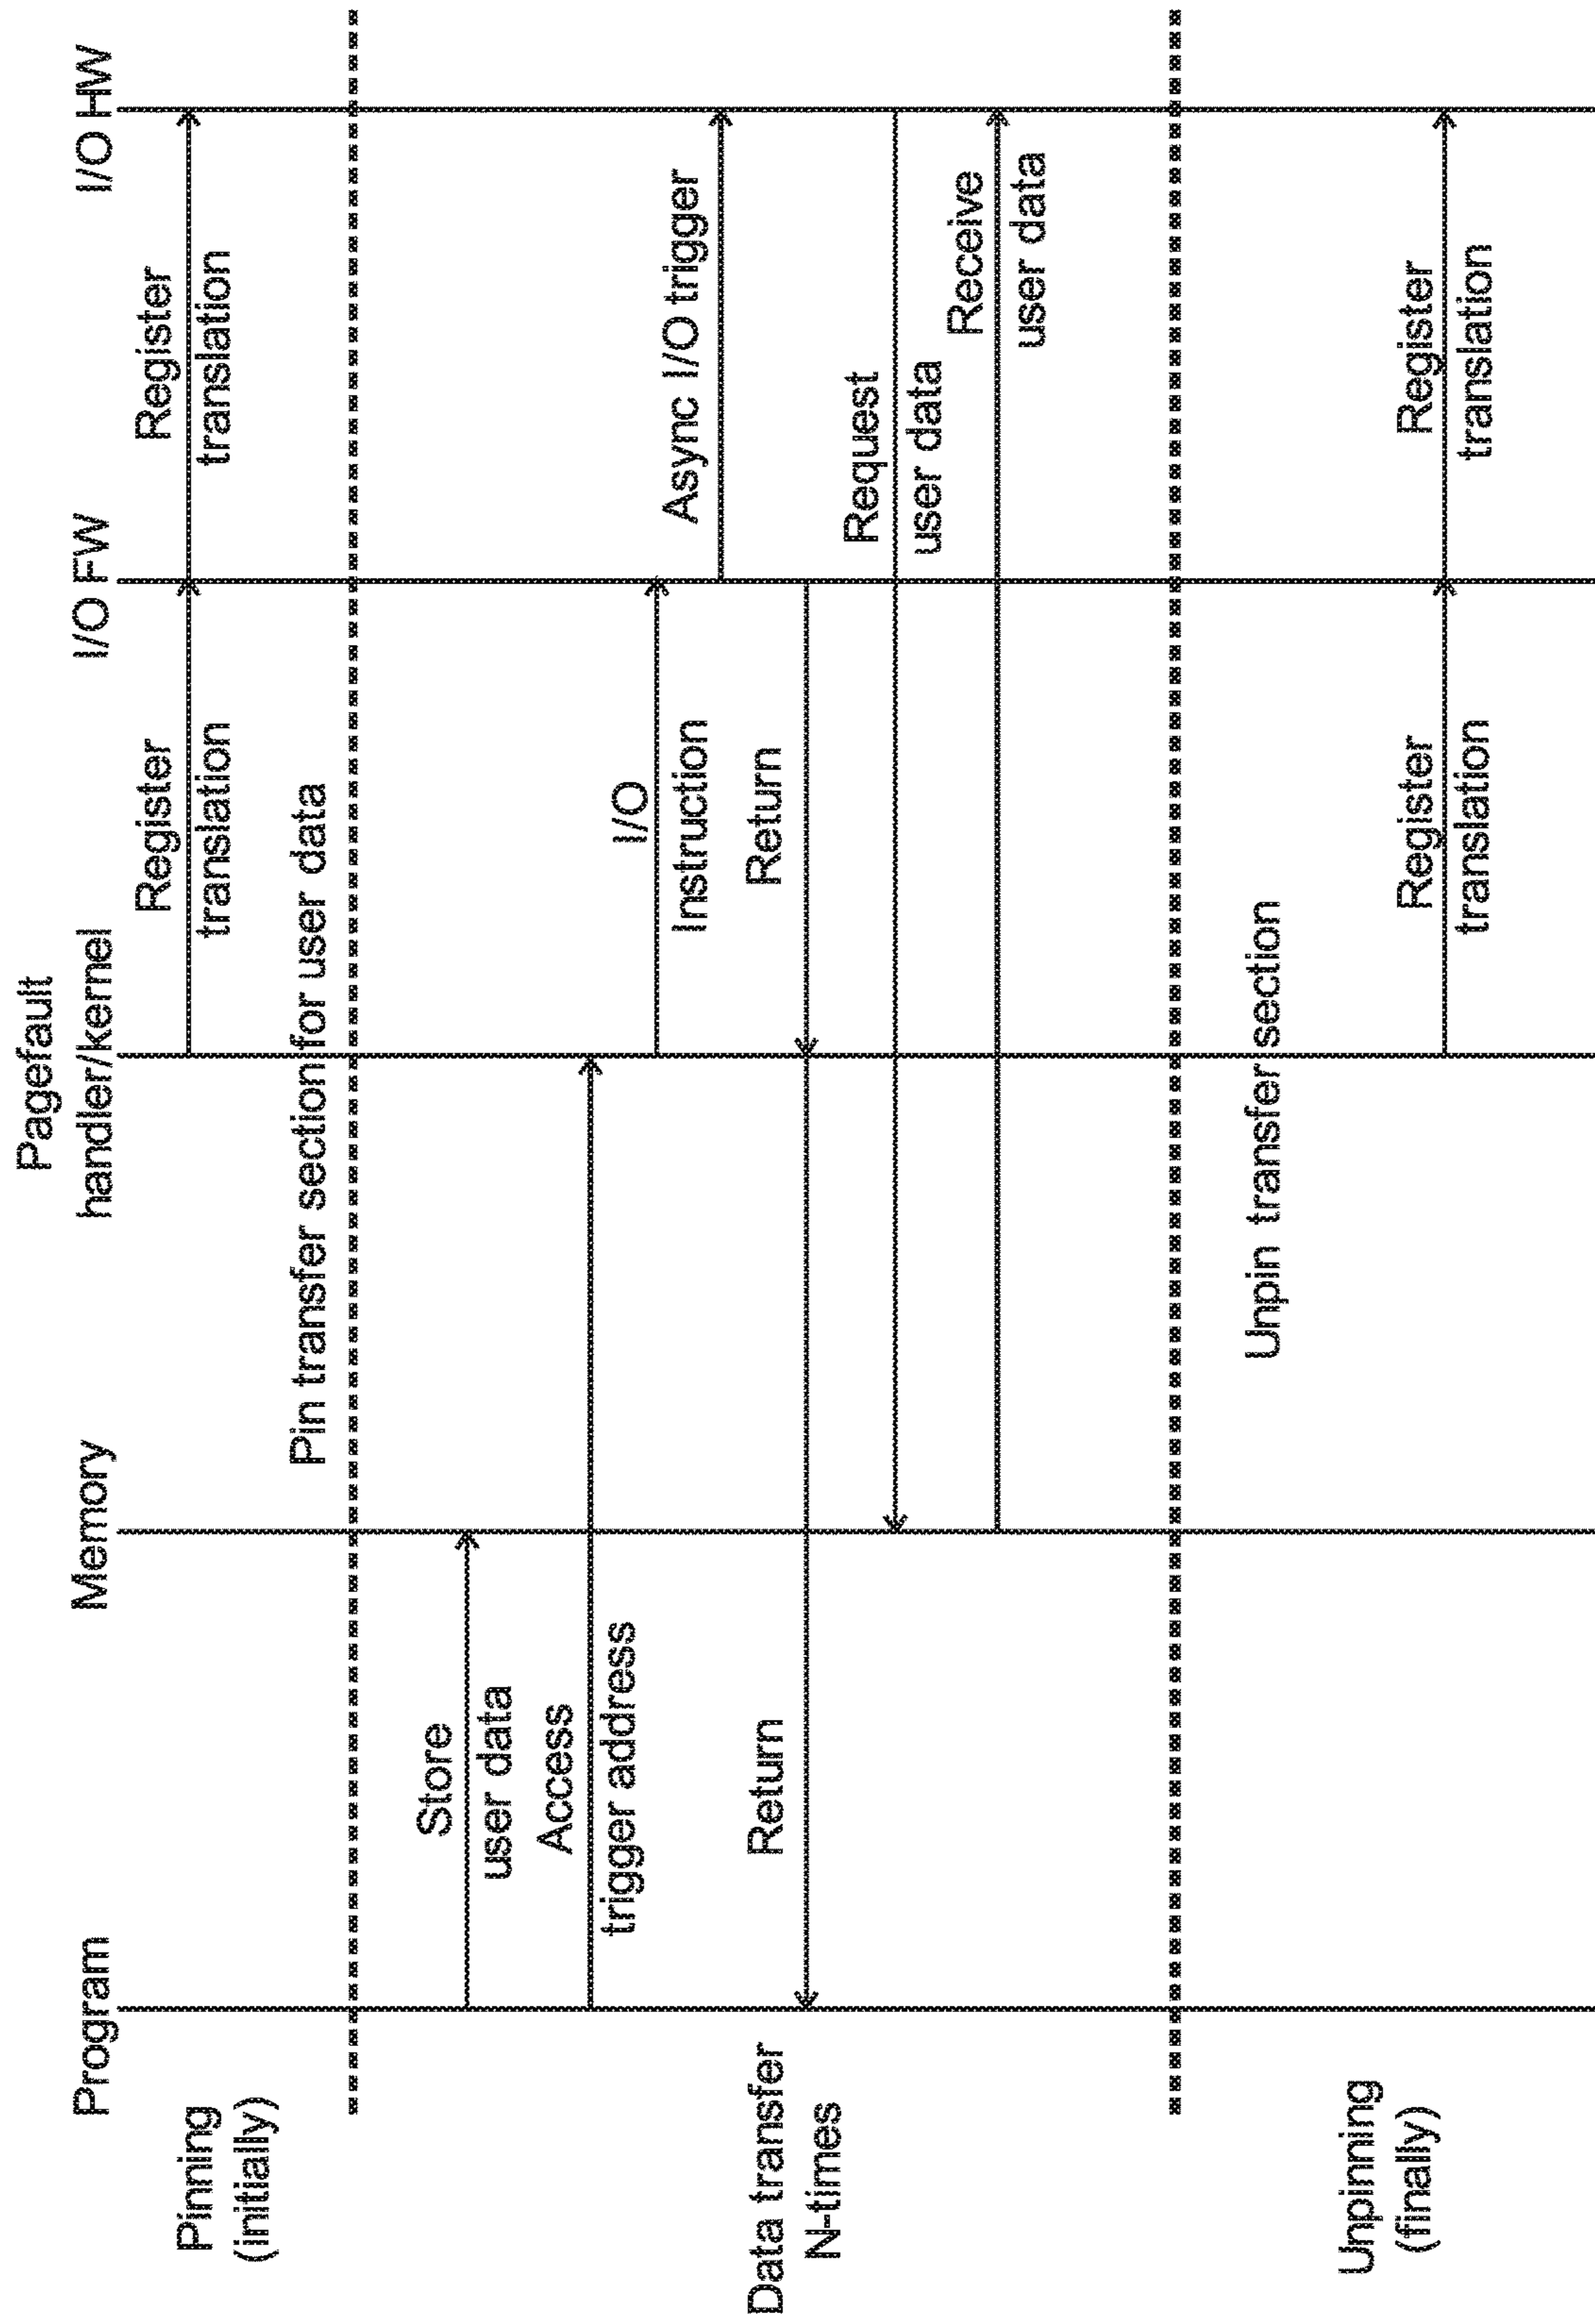 Program
Memory
Pagefault
handler/kernel
I/O FW
I/O HW
Pinning
(initially)
Register
translation
Register
translation
Pin transfer section for user data
Data transfer
N-times
Store
user data
Access
trigger address
I/O
Instruction
Async I/O trigger
Return
Return
Request
user data
Receive
user data
Unpinning
(finally)
Unpin transfer section
Register
translation
Register
translation